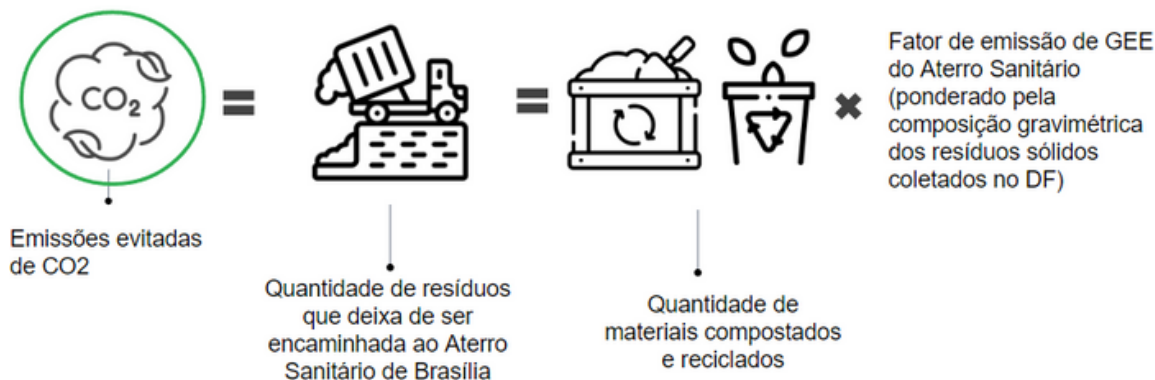 CO₂
=
=
×
Fator de emissão de GEE
do Aterro Sanitário
(ponderado pela
composição gravimétrica
dos resíduos sólidos
coletados no DF)
Emissões evitadas
de CO2
Quantidade de resíduos
que deixa de ser
encaminhada ao Aterro
Sanitário de Brasília
Quantidade de
materiais compostados
e reciclados